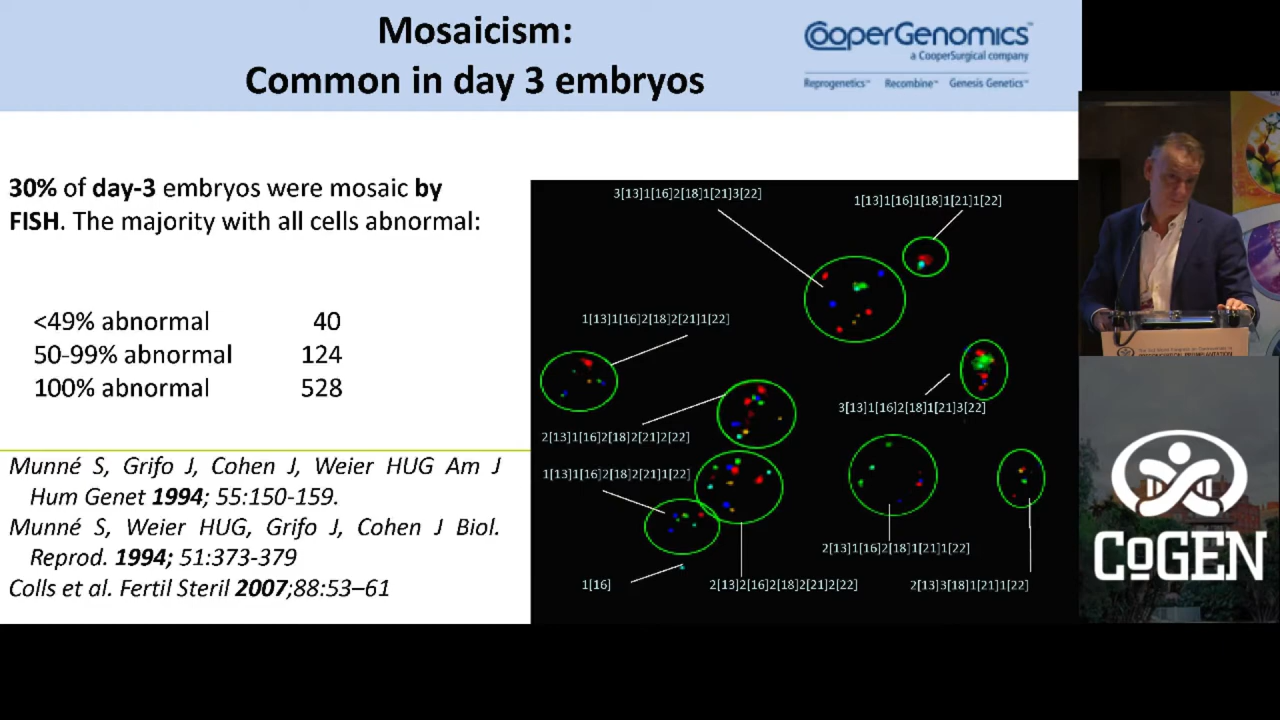 Mosaicism:
Common in day 3 embryos
CooperGenomics™
a CooperSurgical company
Reprogenetics™ Recombine™ Genesis Genetics™
30% of day-3 embryos were mosaic by
FISH. The majority with all cells abnormal:
<49% abnormal 40
50-99% abnormal 124
100% abnormal 528
Munné S, Grifo J, Cohen J, Weier HUG Am J
Hum Genet 1994; 55:150-159.
Munné S, Weier HUG, Grifo J, Cohen J Biol.
Reprod. 1994; 51:373-379
Colls et al. Fertil Steril 2007;88:53–61
3[13]1[16]2[18]1[21]3[22]
1[13]1[16]1[18]1[21]1[22]
1[13]1[16]2[18]2[21]1[22]
3[13]1[16]2[18]1[21]3[22]
2[13]1[16]2[18]2[21]2[22]
1[13]1[16]2[18]2[21]1[22]
2[13]1[16]2[18]1[21]1[22]
1[16]
2[13]2[16]2[18]2[21]2[22]
2[13]3[18]1[21]1[22]
COGEN